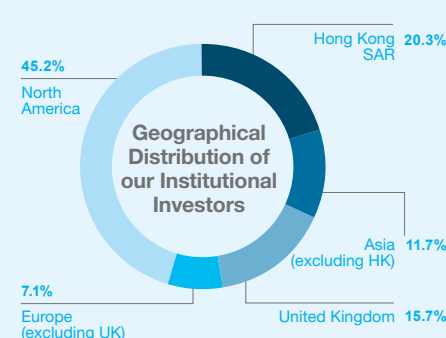 Geographical
Distribution of
our Institutional
Investors
Hong Kong
SAR
20.3%
Asia
(excluding HK)
11.7%
United Kingdom
15.7%
7.1%
Europe
(excluding UK)
45.2%
North
America